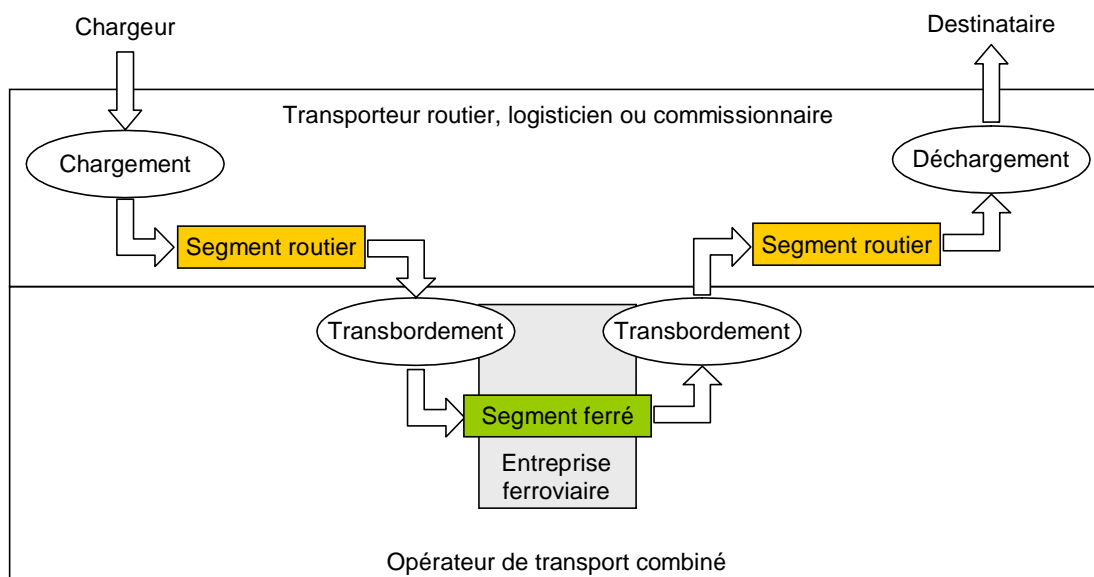 Chargeur
Destinataire
Transporteur routier, logisticien ou commissionnaire
Chargement
Déchargement
Segment routier
Segment routier
Transbordement
Transbordement
Segment ferré
Entreprise
ferroviaire
Opérateur de transport combiné